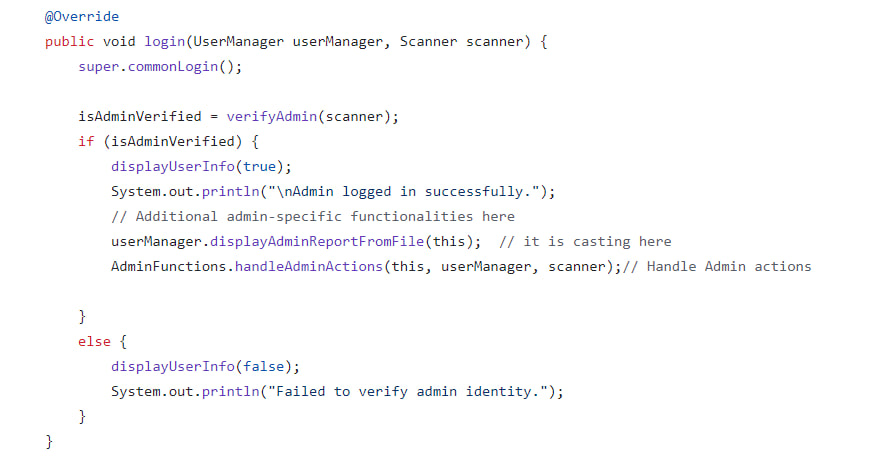 @Override
public void login(UserManager userManager, Scanner scanner) {
    super.commonLogin();

    isAdminVerified = verifyAdmin(scanner);
    if (isAdminVerified) {
        displayUserInfo(true);
        System.out.println("\nAdmin logged in successfully.");
        // Additional admin-specific functionalities here
        userManager.displayAdminReportFromFile(this);  // it is casting here
        AdminFunctions.handleAdminActions(this, userManager, scanner);// Handle Admin actions

    }
    else {
        displayUserInfo(false);
        System.out.println("Failed to verify admin identity.");
    }
}